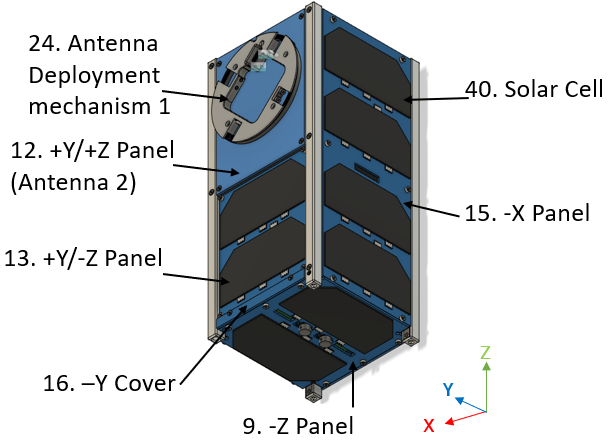 24. Antenna
Deployment
mechanism 1
40. Solar Cell
12. +Y/+Z Panel
(Antenna 2)
15. -X Panel
13. +Y/-Z Panel
16. –Y Cover
9. -Z Panel
Z
Y
X